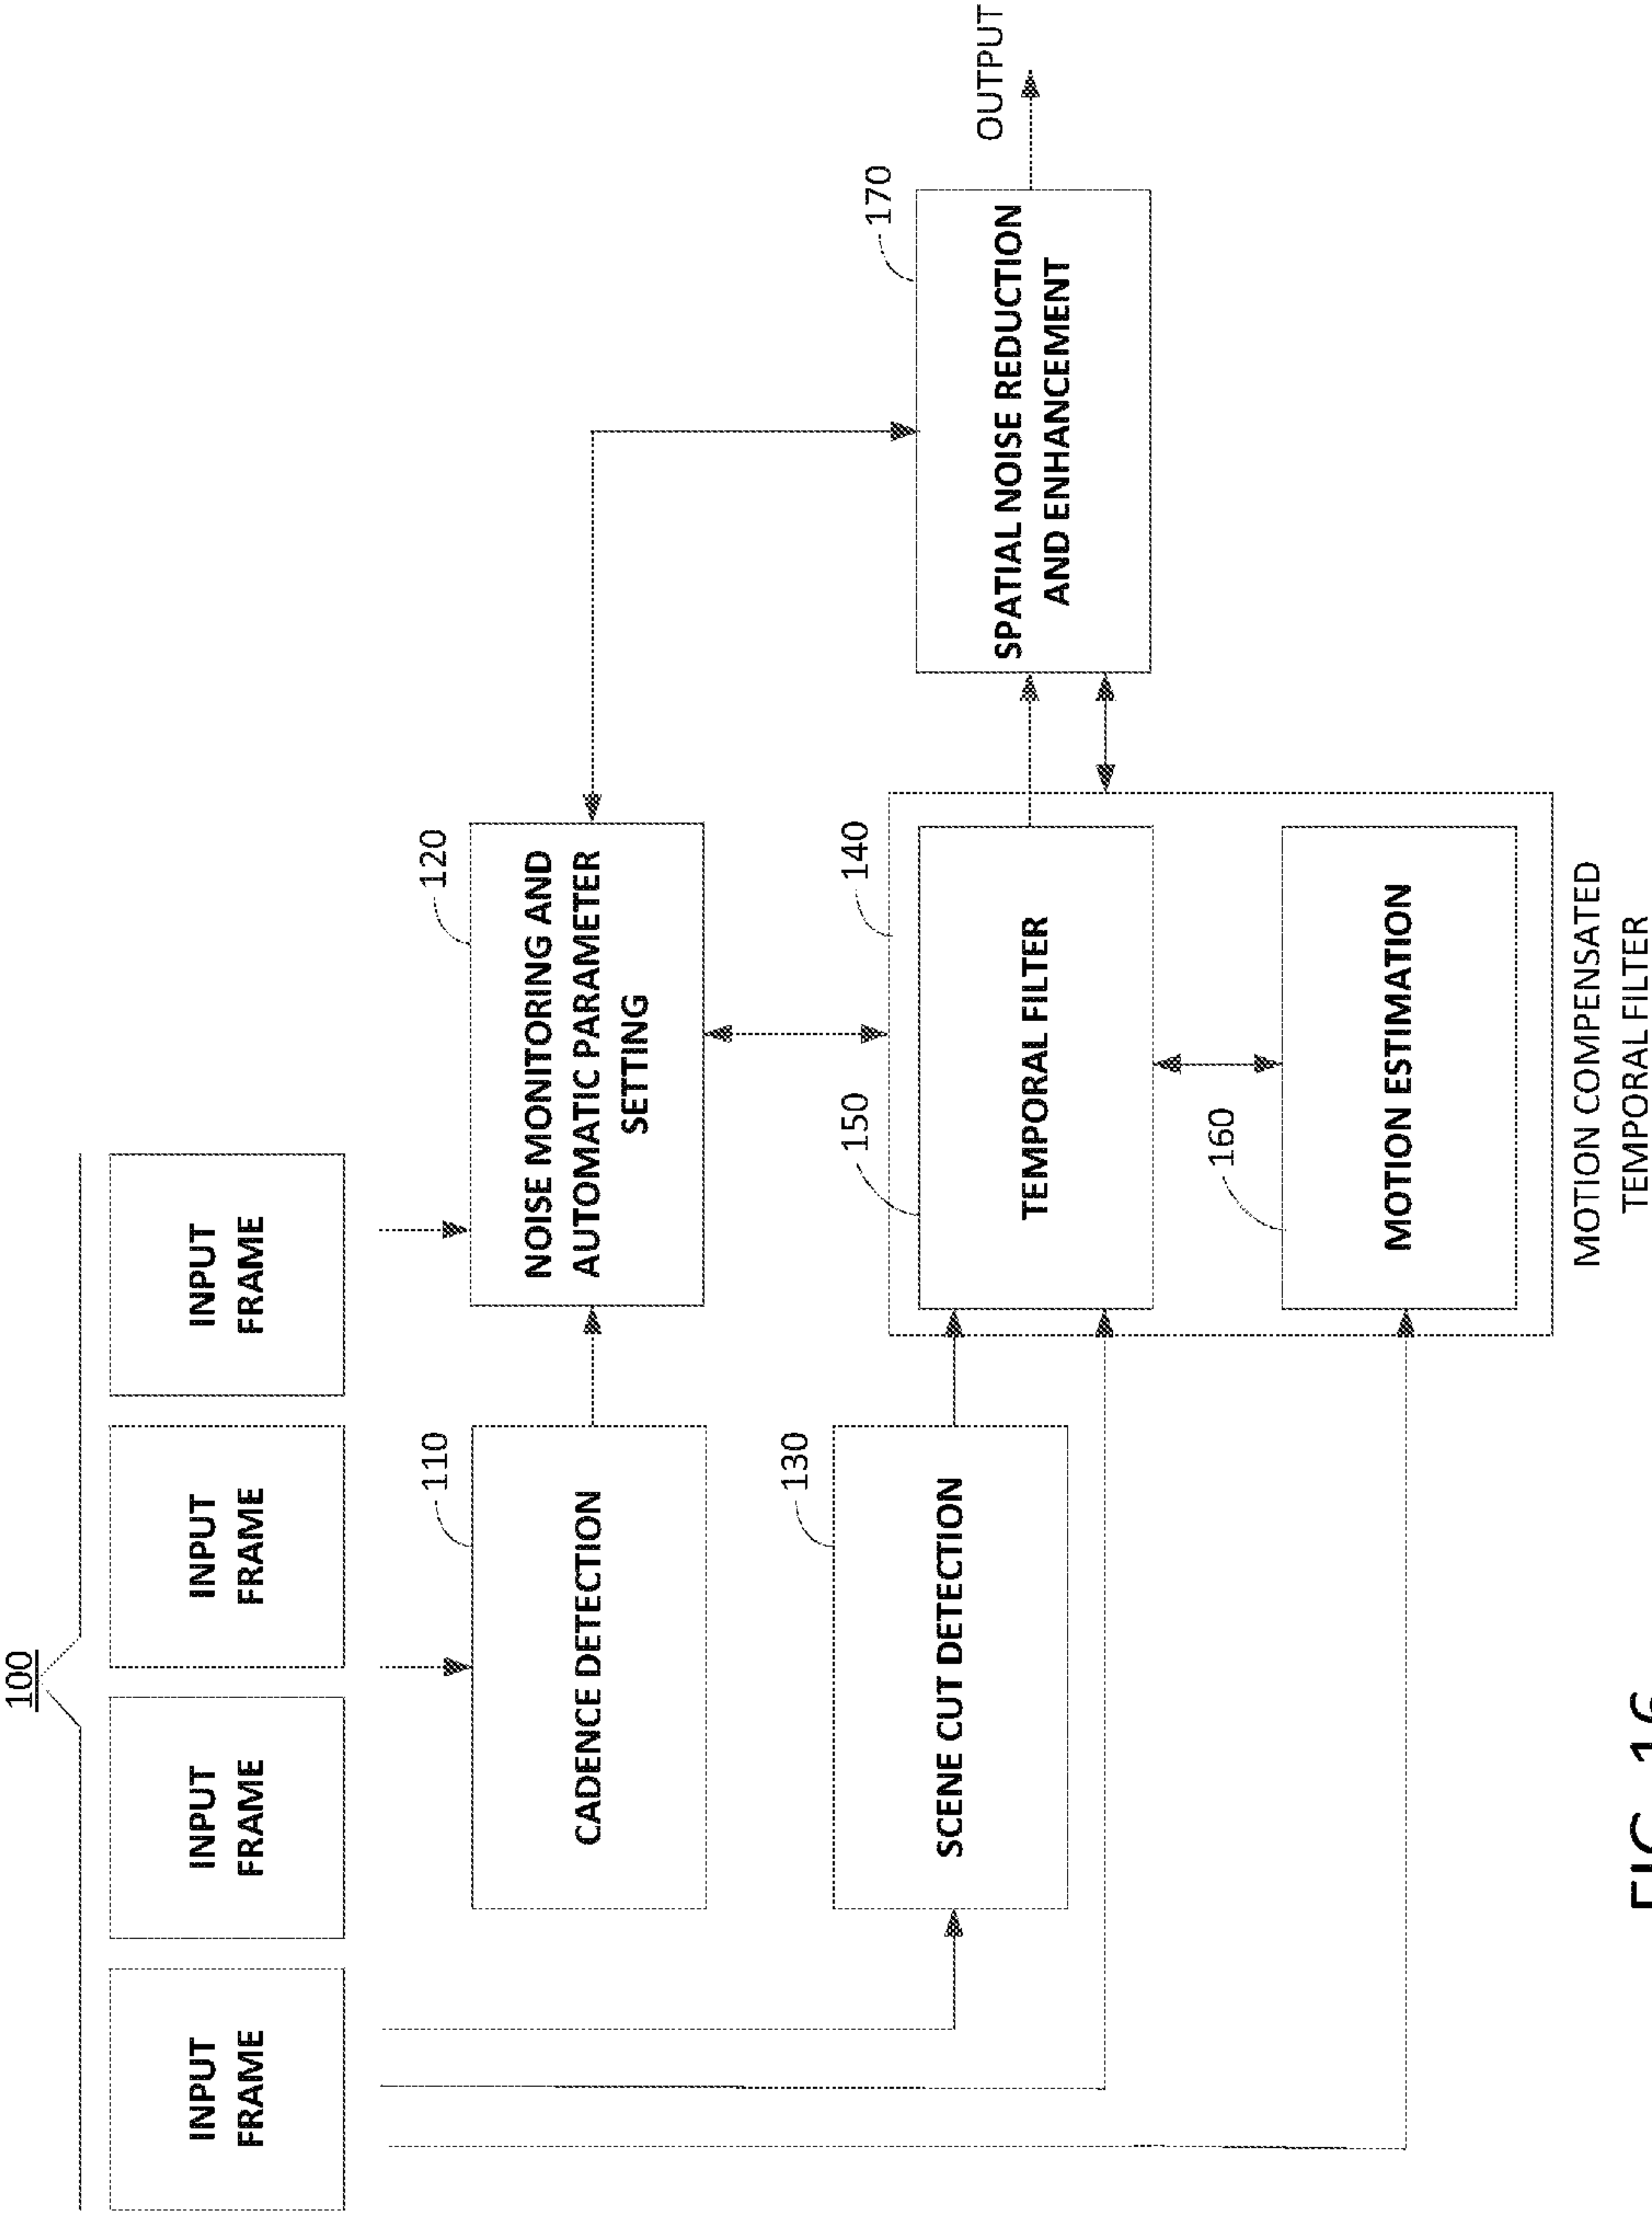 100
INPUT
FRAME
INPUT
FRAME
INPUT
FRAME
INPUT
FRAME
110
CADENCE DETECTION
120
NOISE MONITORING AND
AUTOMATIC PARAMETER
SETTING
130
SCENE CUT DETECTION
140
150
TEMPORAL FILTER
160
MOTION ESTIMATION
MOTION COMPENSATED
TEMPORAL FILTER
170
SPATIAL NOISE REDUCTION
AND ENHANCEMENT
OUTPUT